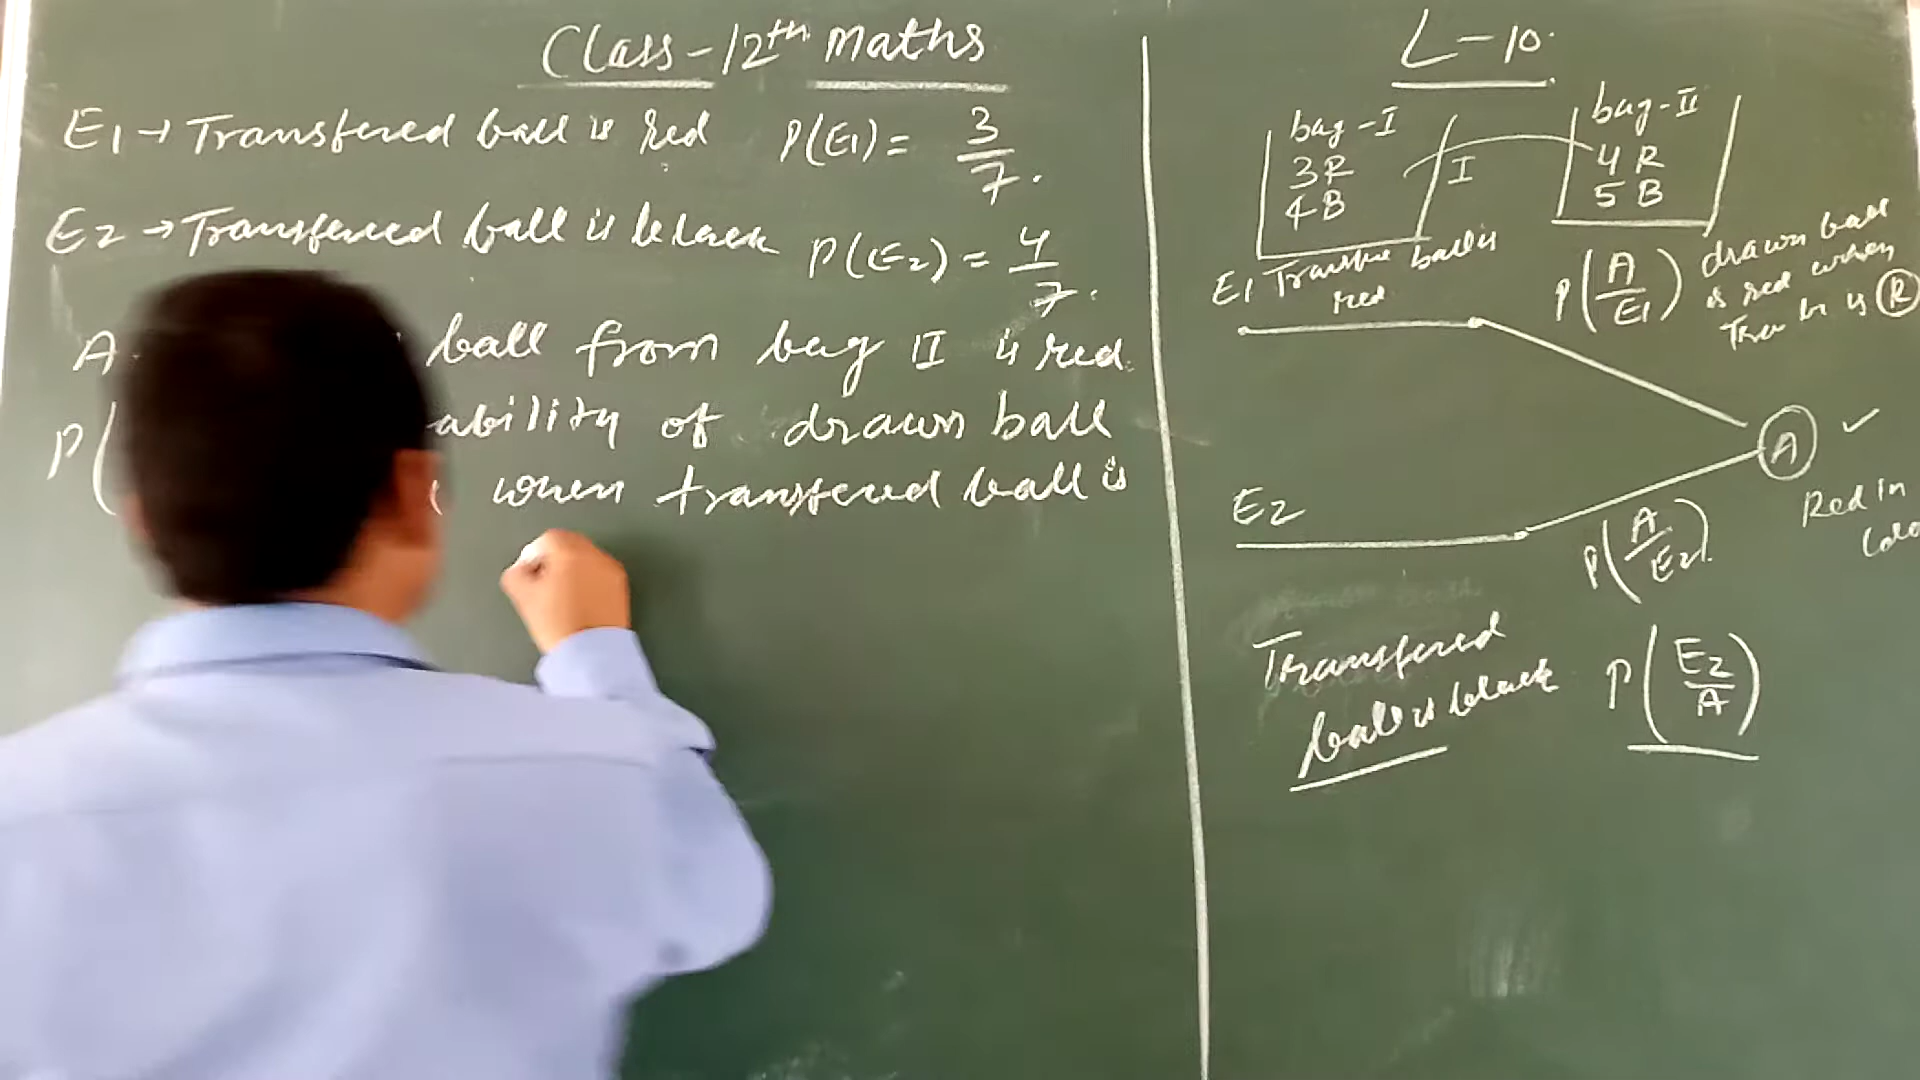 Class-12th Maths
E1 → Transfered ball is red P(E1) = 3/7.
E2 → Transfered ball is black P(E2) = 4/7.
A ball from bag II is red.
P( ability of drawn ball
when transfered ball is
L-10.
bag-I
3R
4B
I
bag-II
4R
5B
E1 Transfre ball is
red
P(A/E1) drawn ball
is red when
is R
A ✓
Red in
E2
P(A/E2).
Transfered
ball is black P(E2/A)